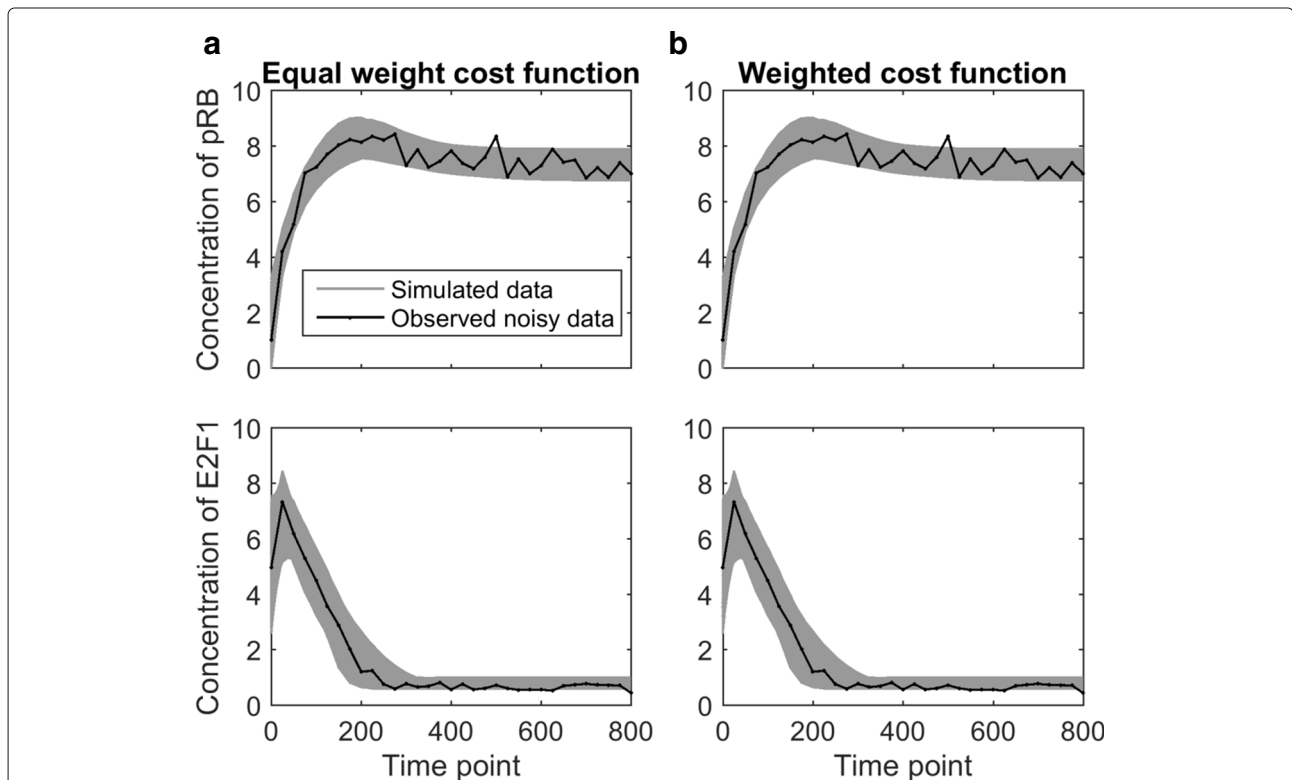 a
b
Equal weight cost function
Weighted cost function
Concentration of pRB
10
8
6
4
2
0
Simulated data
Observed noisy data
10
8
6
4
2
0
Concentration of E2F1
10
8
6
4
2
0
0 200 400 600 800
Time point
10
8
6
4
2
0
0 200 400 600 800
Time point